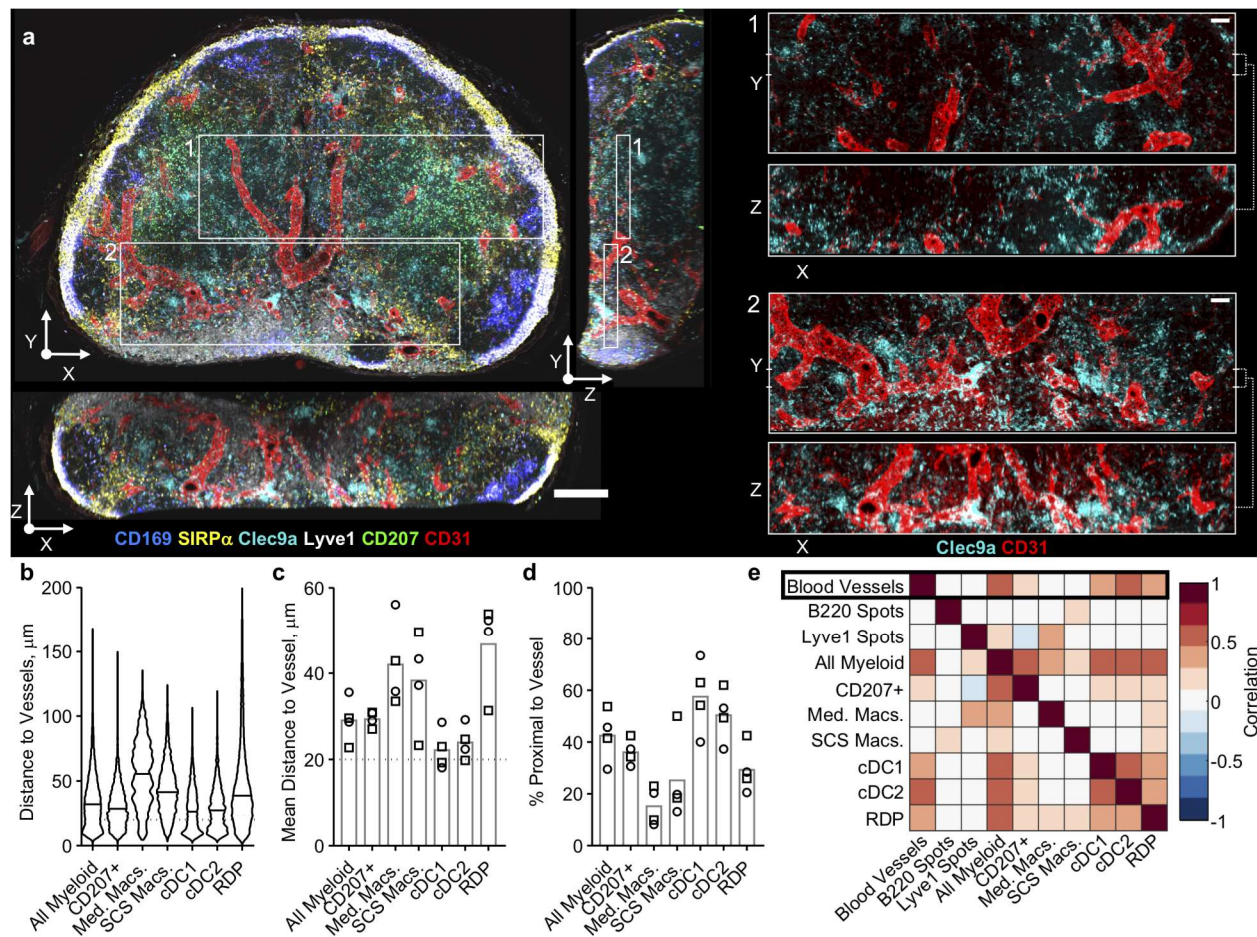 a
1
2
Y
X
1
2
Y
Z
Z
X
CD169 SIRPα Clec9a Lyve1 CD207 CD31
1
Y
Z
X
2
Y
Z
X
Clec9a CD31
b
Distance to Vessels, μm
200
150
100
50
0
All Myeloid
CD207+
Med. Macs.
SCS Macs.
cDC1
cDC2
RDP
c
Mean Distance to Vessel, μm
60
40
20
0
All Myeloid
CD207+
Med. Macs.
SCS Macs.
cDC1
cDC2
RDP
d
% Proximal to Vessel
100
80
60
40
20
0
All Myeloid
CD207+
Med. Macs.
SCS Macs.
cDC1
cDC2
RDP
e
Blood Vessels
B220 Spots
Lyve1 Spots
All Myeloid
CD207+
Med. Macs.
SCS Macs.
cDC1
cDC2
RDP
Blood Vessels
B220 Spots
Lyve1 Spots
All Myeloid
CD207+
Med. Macs.
SCS Macs.
cDC1
cDC2
RDP
1
0.5
0
-0.5
-1
Correlation